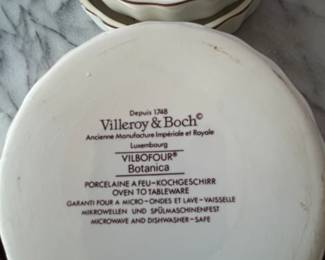 Depuis 1748
Villeroy & Boch©
Ancienne Manufacture Impériale et Royale
Luxembourg
VILBOFOUR®
Botanica
PORCELAINE A FEU-KOCHGESCHIRR
OVEN TO TABLEWARE
GARANTI FOUR A MICRO-ONDES ET LAVE-VAISSELLE
MIKROWELLEN UND SPÜLMASCHINENFEST
MICROWAVE AND DISHWASHER-SAFE